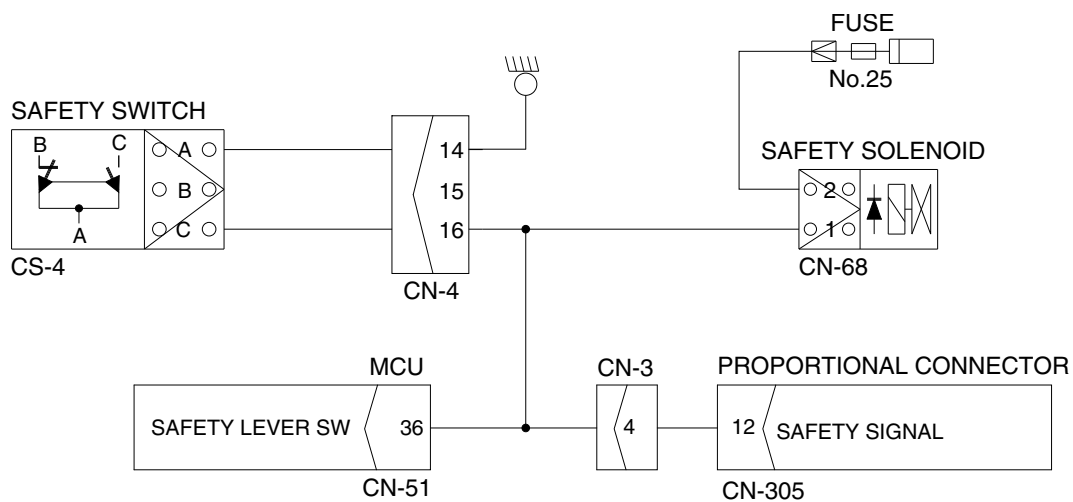 FUSE
No.25
SAFETY SWITCH
B C
A
A
B
C
CS-4
14
15
16
CN-4
SAFETY SOLENOID
2
1
CN-68
MCU
SAFETY LEVER SW 36
CN-51
CN-3
4
PROPORTIONAL CONNECTOR
12 SAFETY SIGNAL
CN-305